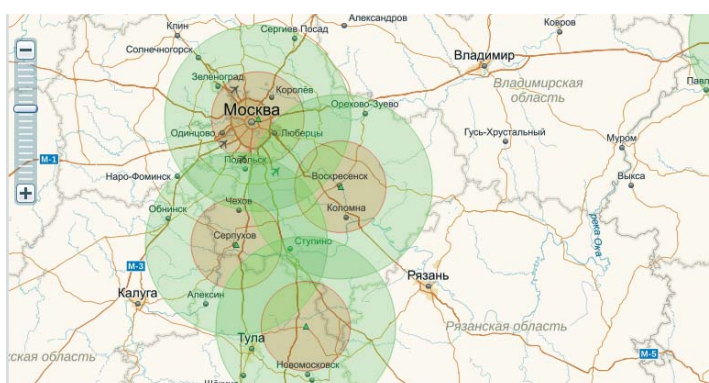 Клин
Сергиев Посад
Александров
Ковров
Солнечногорск
Владимир
Зеленоград
Королёв
Владимирская
область
Павл
Москва
Орехово-Зуево
Одинцово
Люберцы
Гусь-Хрустальный
Муром
М-1
Подольск
Наро-Фоминск
Воскресенск
Выкса
Чехов
Коломна
Обнинск
река Ока
Серпухов
Ступино
М-3
Рязань
Калуга
Алексин
Рязанская область
Тула
ская область
М-5
Новомосковск